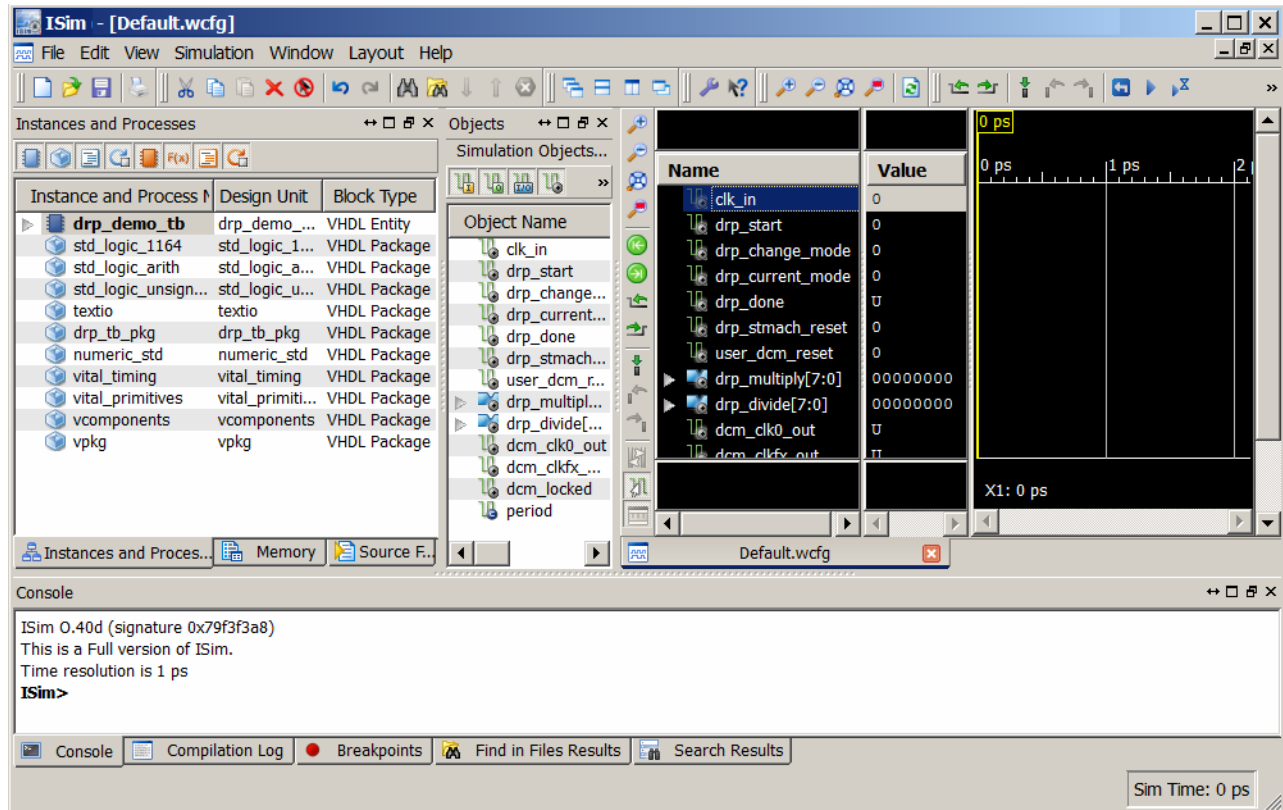 ISim - [Default.wcfg]
File Edit View Simulation Window Layout Help
F(x)
»
Instances and Processes
Instance and Process N Design Unit Block Type
drp_demo_tb drp_demo_... VHDL Entity
std_logic_1164 std_logic_1... VHDL Package
std_logic_arith std_logic_a... VHDL Package
std_logic_unsign... std_logic_u... VHDL Package
textio textio VHDL Package
drp_tb_pkg drp_tb_pkg VHDL Package
numeric_std numeric_std VHDL Package
vital_timing vital_timing VHDL Package
vital_primitives vital_primiti... VHDL Package
vcomponents vcomponents VHDL Package
vpkg vpkg VHDL Package
Instances and Proces... Memory Source F...
Objects
Simulation Objects...
»
Object Name
clk_in
drp_start
drp_change...
drp_current...
drp_done
drp_stmach...
user_dcm_r...
drp_multipl...
drp_divide[...
dcm_clk0_out
dcm_clkfx_...
dcm_locked
period
Name Value
clk_in 0
drp_start 0
drp_change_mode 0
drp_current_mode 0
drp_done U
drp_stmach_reset 0
user_dcm_reset 0
drp_multiply[7:0] 00000000
drp_divide[7:0] 00000000
dcm_clk0_out U
dcm_clkfx_out U
0 ps
0 ps 1 ps 2
X1: 0 ps
Default.wcfg
Console
ISim O.40d (signature 0x79f3f3a8)
This is a Full version of ISim.
Time resolution is 1 ps
ISim>
Console Compilation Log Breakpoints Find in Files Results Search Results
Sim Time: 0 ps